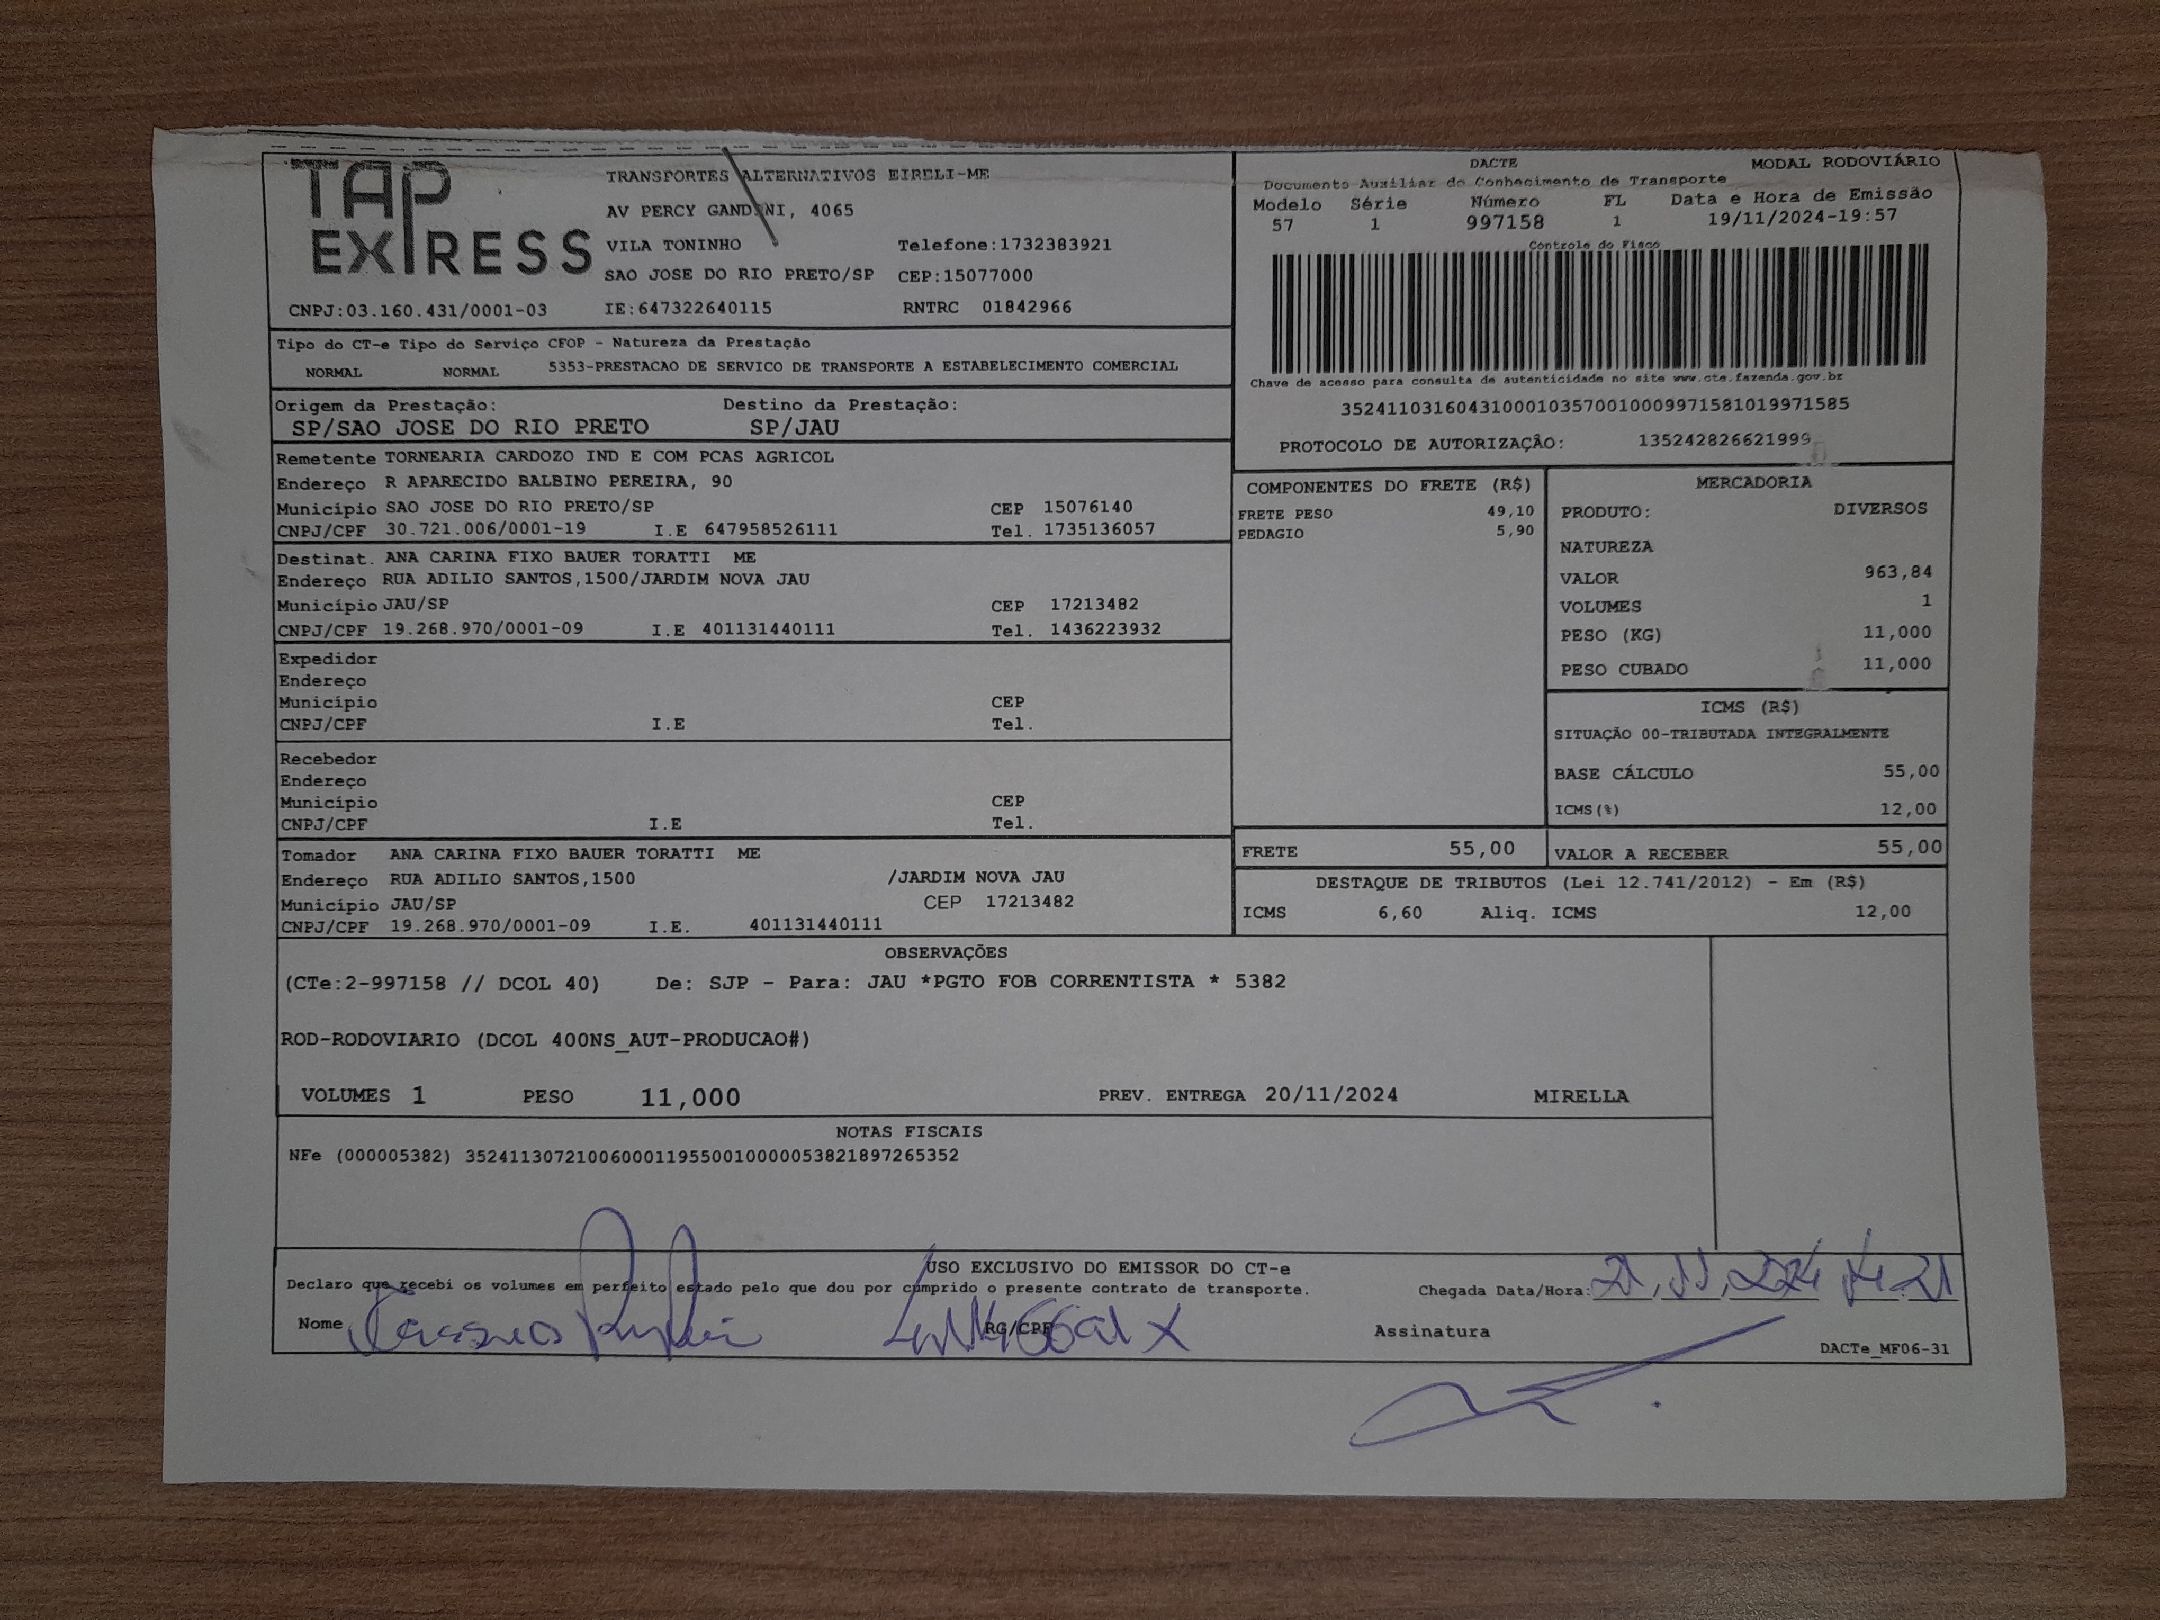 TAP EXPRESS
TRANSPORTES ALTERNATIVOS EIRELI-ME
AV PERCY GANDINI, 4065
VILA TONINHO Telefone:1732383921
SAO JOSE DO RIO PRETO/SP CEP:15077000
CNPJ:03.160.431/0001-03 IE:647322640115 RNTRC 01842966
DACTE MODAL RODOVIÁRIO
Documento Auxiliar do Conhecimento de Transporte
Modelo Série Número FL Data e Hora de Emissão
57 1 997158 1 19/11/2024-19:57
Controle do Fisco
Chave de acesso para consulta de autenticidade no site www.cte.fazenda.gov.br
35241103160431000103570010009971581019971585
PROTOCOLO DE AUTORIZAÇÃO: 135242826621999
Tipo do CT-e Tipo do Serviço CFOP - Natureza da Prestação
NORMAL NORMAL 5353-PRESTACAO DE SERVICO DE TRANSPORTE A ESTABELECIMENTO COMERCIAL
Origem da Prestação: Destino da Prestação:
SP/SAO JOSE DO RIO PRETO SP/JAU
Remetente TORNEARIA CARDOZO IND E COM PCAS AGRICOL
Endereço R APARECIDO BALBINO PEREIRA, 90
Município SAO JOSE DO RIO PRETO/SP CEP 15076140
CNPJ/CPF 30.721.006/0001-19 I.E 647958526111 Tel. 1735136057
Destinat. ANA CARINA FIXO BAUER TORATTI ME
Endereço RUA ADILIO SANTOS,1500/JARDIM NOVA JAU
Município JAU/SP CEP 17213482
CNPJ/CPF 19.268.970/0001-09 I.E 401131440111 Tel. 1436223932
Expedidor
Endereço
Município CEP
CNPJ/CPF I.E Tel.
Recebedor
Endereço
Município CEP
CNPJ/CPF I.E Tel.
Tomador ANA CARINA FIXO BAUER TORATTI ME
Endereço RUA ADILIO SANTOS,1500 /JARDIM NOVA JAU
Município JAU/SP CEP 17213482
CNPJ/CPF 19.268.970/0001-09 I.E. 401131440111
COMPONENTES DO FRETE (R$)
FRETE PESO 49,10
PEDAGIO 5,90
MERCADORIA
PRODUTO: DIVERSOS
NATUREZA
VALOR 963,84
VOLUMES 1
PESO (KG) 11,000
PESO CUBADO 11,000
ICMS (R$)
SITUAÇÃO 00-TRIBUTADA INTEGRALMENTE
BASE CÁLCULO 55,00
ICMS(%) 12,00
FRETE 55,00 VALOR A RECEBER 55,00
DESTAQUE DE TRIBUTOS (Lei 12.741/2012) - Em (R$)
ICMS 6,60 Aliq. ICMS 12,00
OBSERVAÇÕES
(CTe:2-997158 // DCOL 40) De: SJP - Para: JAU *PGTO FOB CORRENTISTA * 5382
ROD-RODOVIARIO (DCOL 400NS_AUT-PRODUCAO#)
VOLUMES 1 PESO 11,000 PREV. ENTREGA 20/11/2024 MIRELLA
NOTAS FISCAIS
NFe (000005382) 35241130721006000119550010000053821897265352
USO EXCLUSIVO DO EMISSOR DO CT-e
Declaro que recebi os volumes em perfeito estado pelo que dou por cumprido o presente contrato de transporte. Chegada Data/Hora:
Nome RG/CPF Assinatura
DACTe_MF06-31